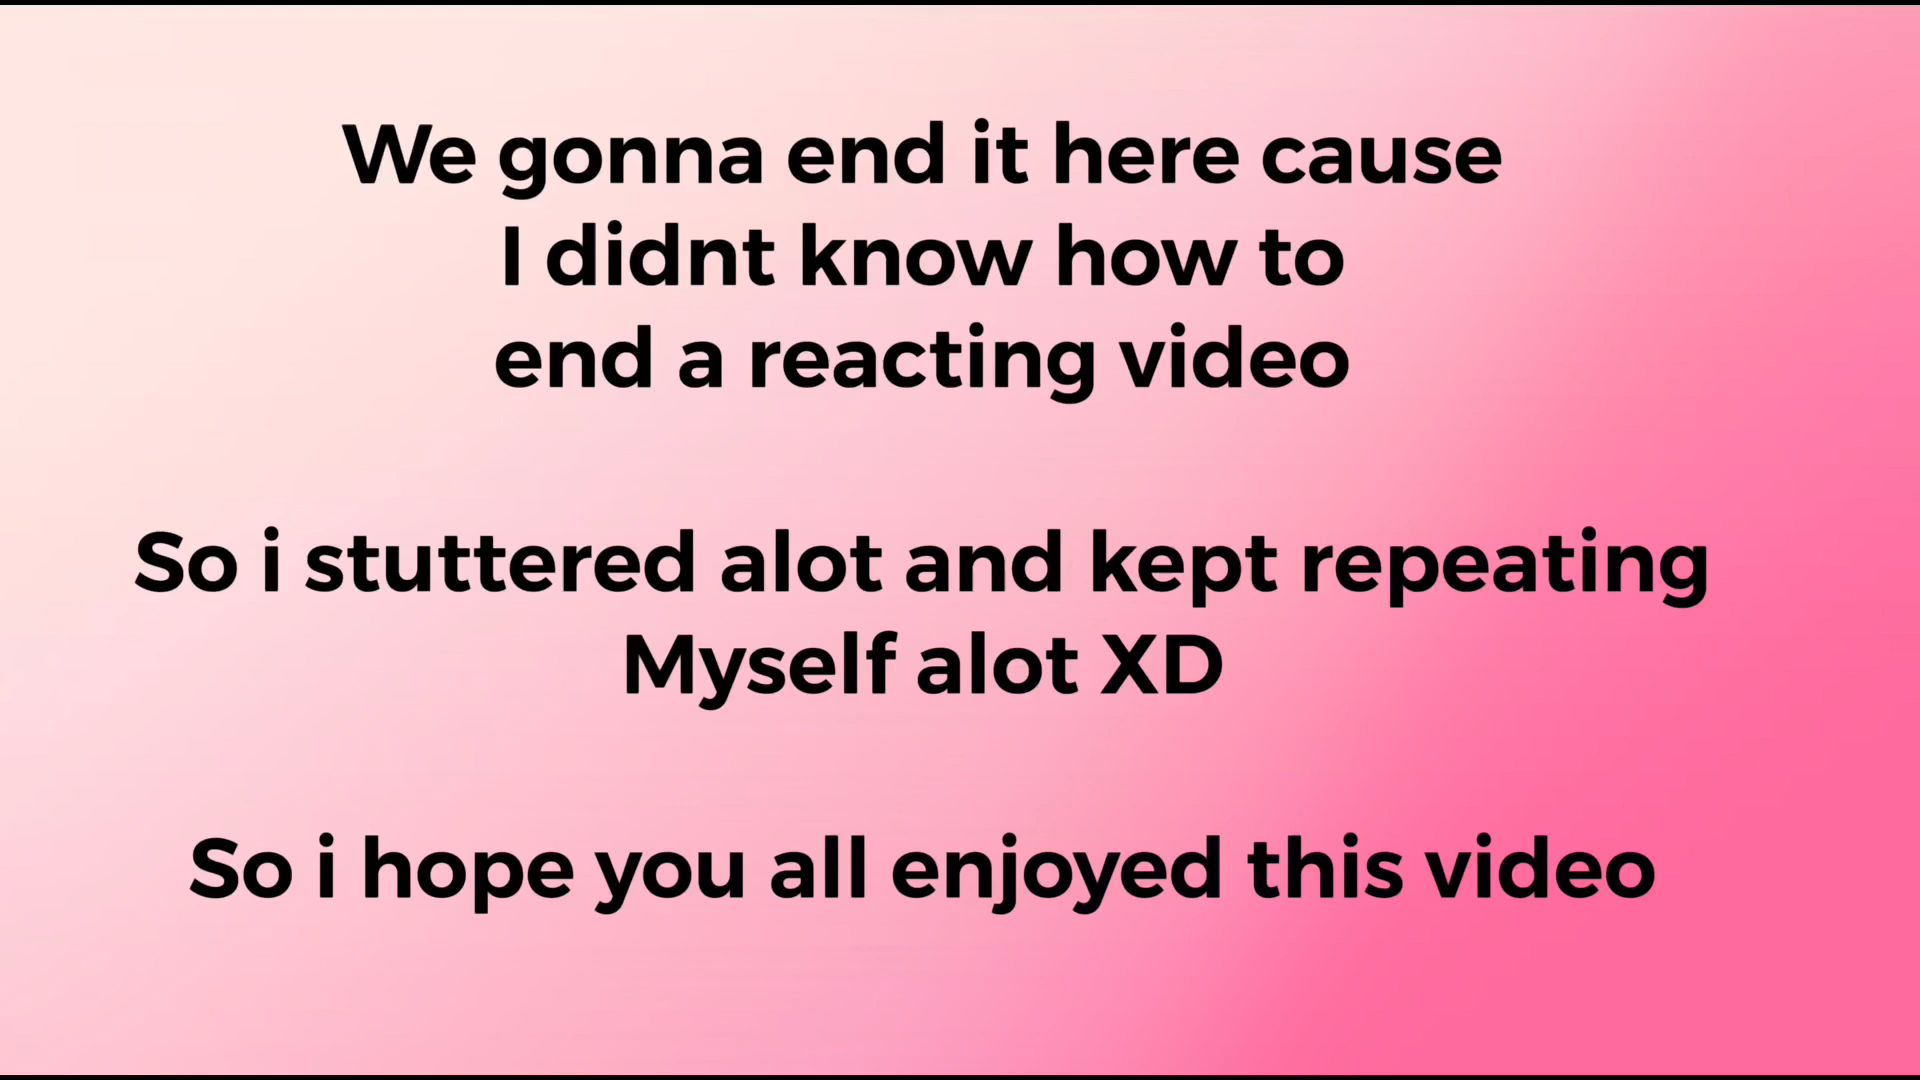 We gonna end it here cause
I didnt know how to
end a reacting video
So i stuttered alot and kept repeating
Myself alot XD
So i hope you all enjoyed this video